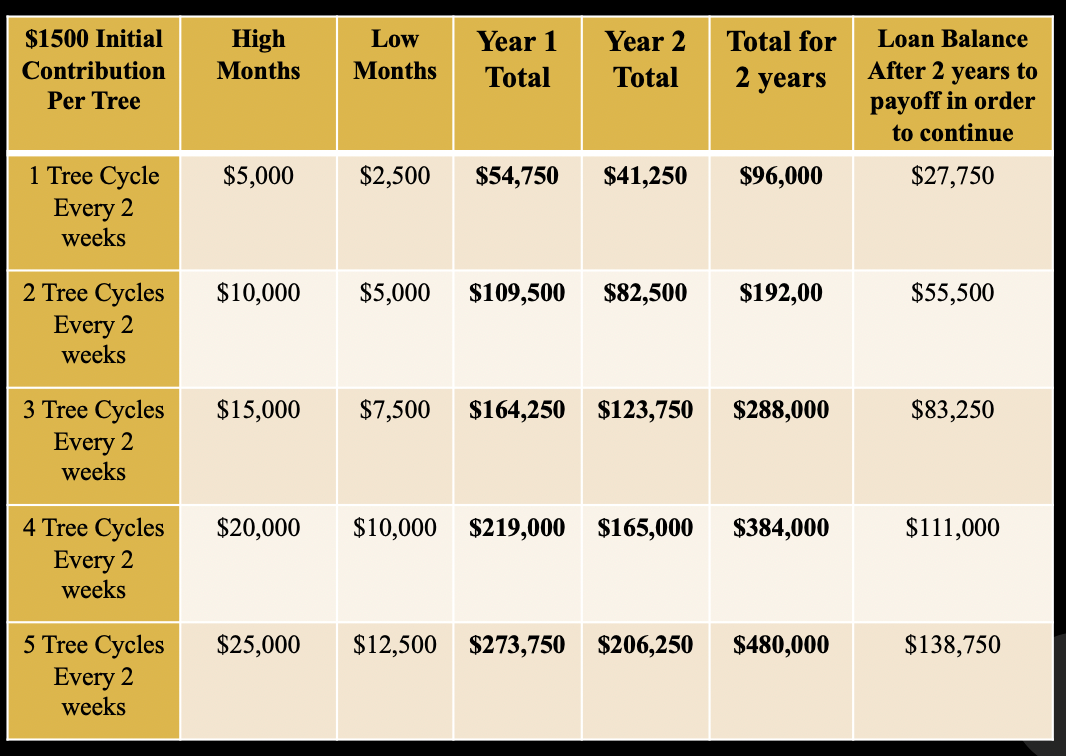 $1500 Initial
Contribution
Per Tree
High
Months
Low
Months
Year 1
Total
Year 2
Total
Total for
2 years
Loan Balance
After 2 years to
payoff in order
to continue
1 Tree Cycle
Every 2
weeks
$5,000
$2,500
$54,750
$41,250
$96,000
$27,750
2 Tree Cycles
Every 2
weeks
$10,000
$5,000
$109,500
$82,500
$192,00
$55,500
3 Tree Cycles
Every 2
weeks
$15,000
$7,500
$164,250
$123,750
$288,000
$83,250
4 Tree Cycles
Every 2
weeks
$20,000
$10,000
$219,000
$165,000
$384,000
$111,000
5 Tree Cycles
Every 2
weeks
$25,000
$12,500
$273,750
$206,250
$480,000
$138,750